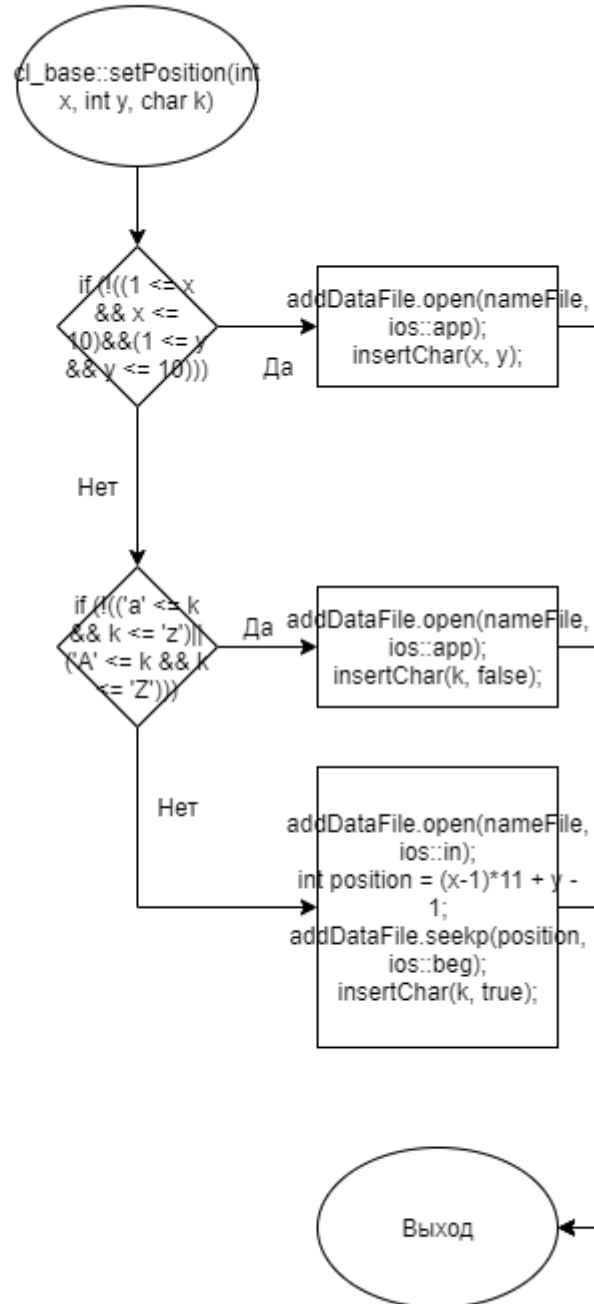 cl_base::setPosition(int
x, int y, char k)
if (!((1 <= x
&& x <=
10)&&(1 <= y
&& y <= 10)))
Да
addDataFile.open(nameFile,
ios::app);
insertChar(x, y);
Нет
if (!(('a' <= k
&& k <= 'z')||
('A' <= k && k
<= 'Z')))
Да
addDataFile.open(nameFile,
ios::app);
insertChar(k, false);
Нет
addDataFile.open(nameFile,
ios::in);
int position = (x-1)*11 + y -
1;
addDataFile.seekp(position,
ios::beg);
insertChar(k, true);
Выход